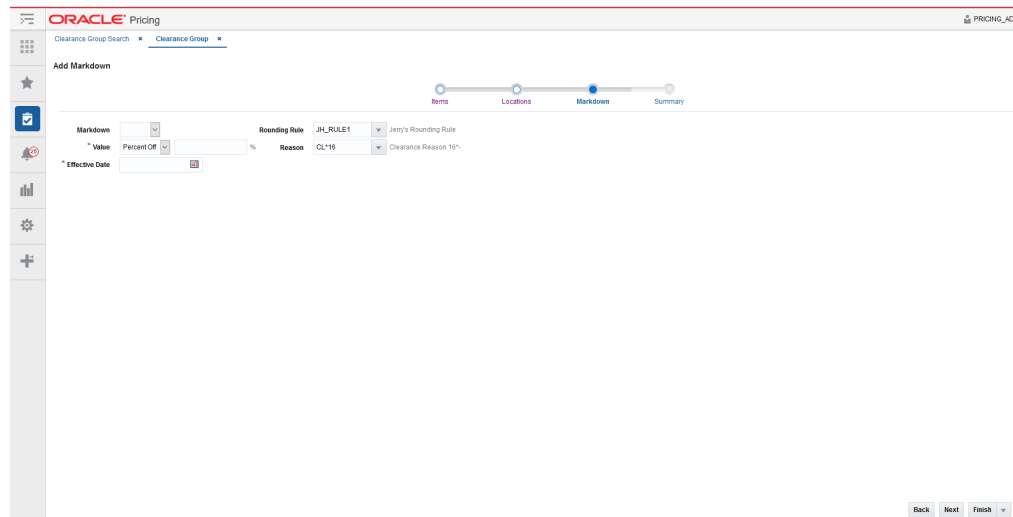 ORACLE® Pricing
PRICING_AD
Clearance Group Search × Clearance Group ×
Add Markdown
Items Locations Markdown Summary
Markdown Rounding Rule JH_RULE1 Jerry's Rounding Rule
* Value Percent Off % Reason CL*16 Clearance Reason 16*-
* Effective Date
25
Back Next Finish